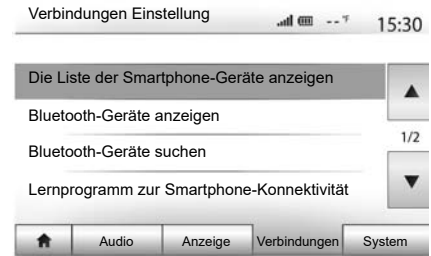 Verbindungen Einstellung
--°F
15:30
Die Liste der Smartphone-Geräte anzeigen
Bluetooth-Geräte anzeigen
1/2
Bluetooth-Geräte suchen
Lernprogramm zur Smartphone-Konnektivität
Audio
Anzeige
Verbindungen
System